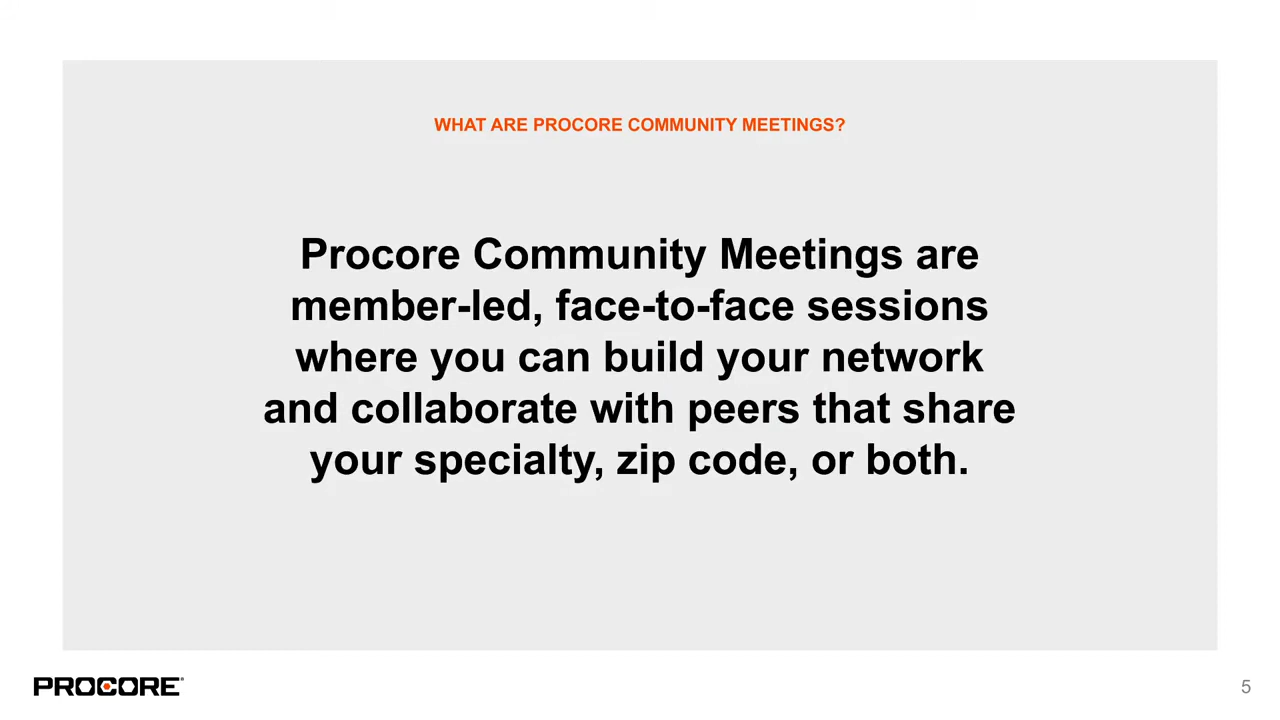 WHAT ARE PROCORE COMMUNITY MEETINGS?
Procore Community Meetings are
member-led, face-to-face sessions
where you can build your network
and collaborate with peers that share
your specialty, zip code, or both.
PROCORE
5